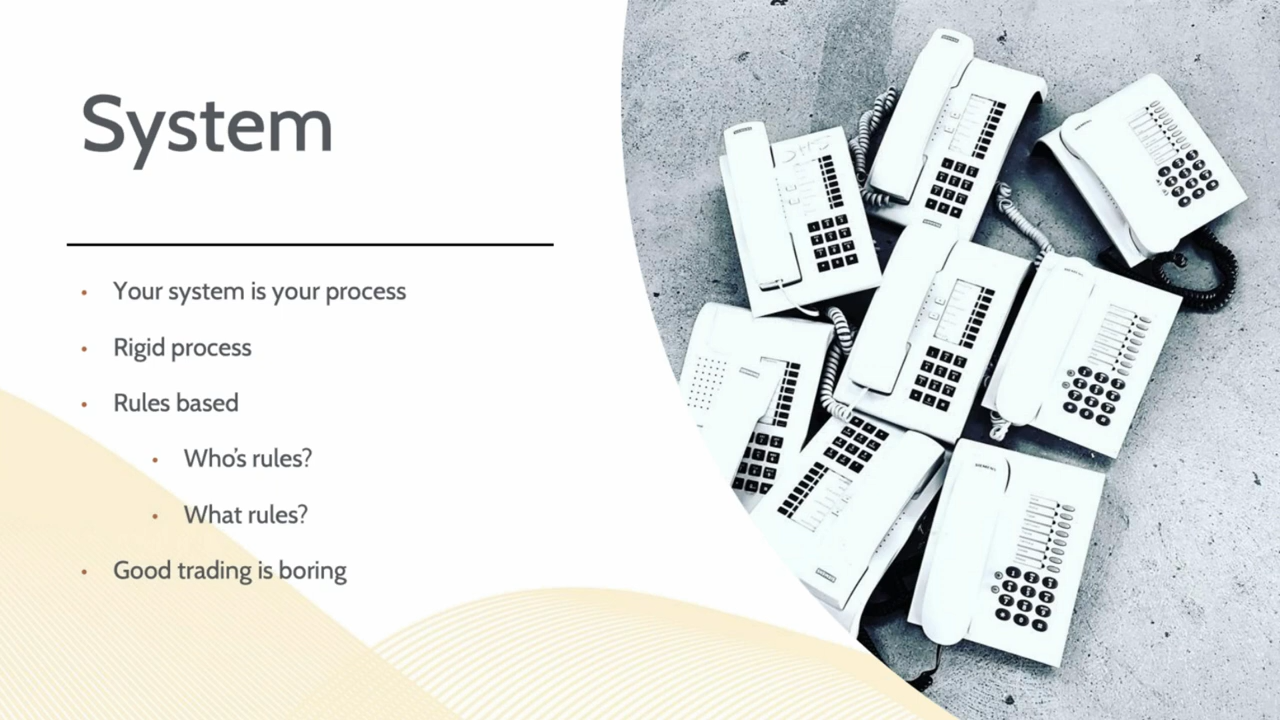 System
Your system is your process
Rigid process
Rules based
Who's rules?
What rules?
Good trading is boring